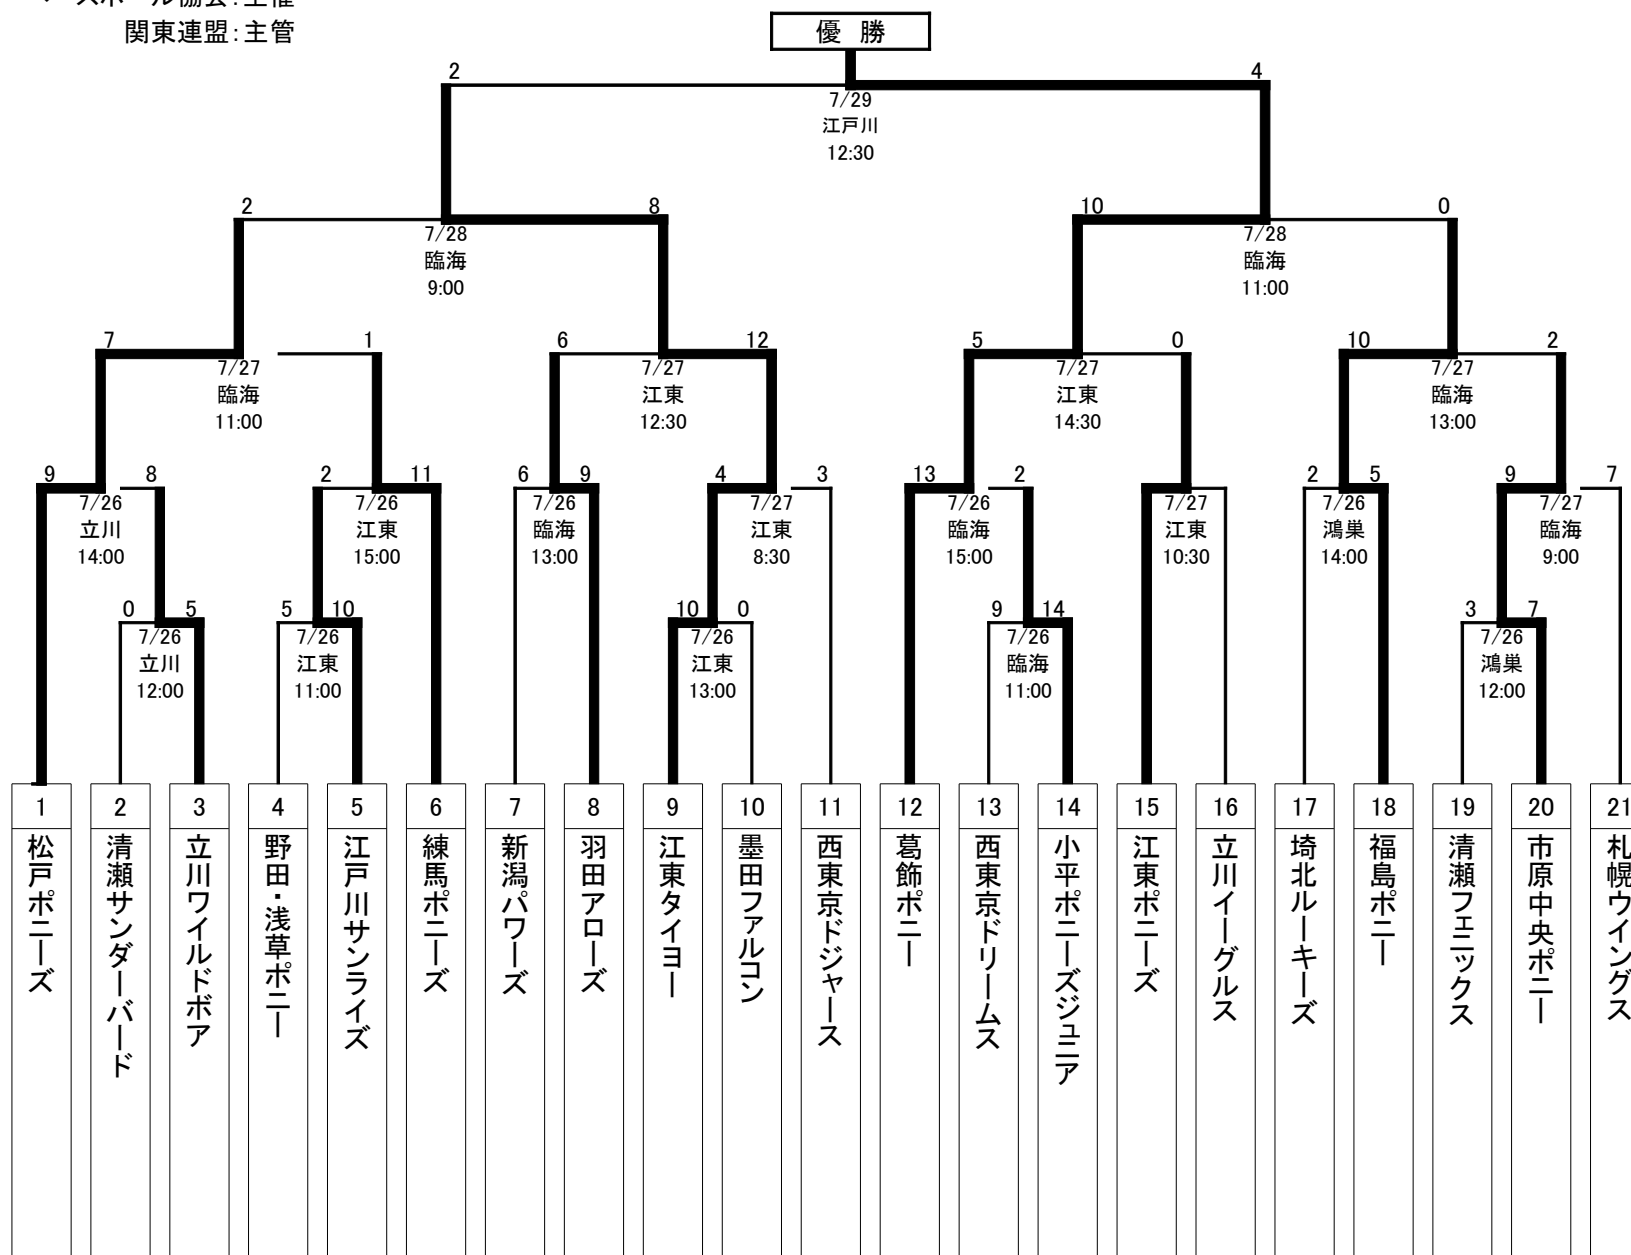 スボール協会:主催
関東連盟:主管
優 勝
2
4
7/29
江戸川
12:30
2
8
10
0
7/28
臨海
9:00
7/28
臨海
11:00
7
1
6
12
5
0
10
2
7/27
臨海
11:00
7/27
江東
12:30
7/27
江東
14:30
7/27
臨海
13:00
9
8
2
11
6
9
4
3
13
2
2
5
9
7
7/26
立川
14:00
7/26
江東
15:00
7/26
臨海
13:00
7/27
江東
8:30
7/26
臨海
15:00
7/27
江東
10:30
7/26
鴻巣
14:00
7/27
臨海
9:00
0
5
5
10
10
0
9
14
3
7
7/26
立川
12:00
7/26
江東
11:00
7/26
江東
13:00
7/26
臨海
11:00
7/26
鴻巣
12:00
1
松戸ポニーズ
2
清瀬サンダーバード
3
立川ワイルドボア
4
野田・浅草ポニー
5
江戸川サンライズ
6
練馬ポニーズ
7
新潟パワーズ
8
羽田アローズ
9
江東タイヨー
10
墨田ファルコン
11
西東京ドジャース
12
葛飾ポニー
13
西東京ドリームス
14
小平ポニーズジュニア
15
江東ポニーズ
16
立川イーグルス
17
埼北ルーキーズ
18
福島ポニー
19
清瀬フェニックス
20
市原中央ポニー
21
札幌ウイングス